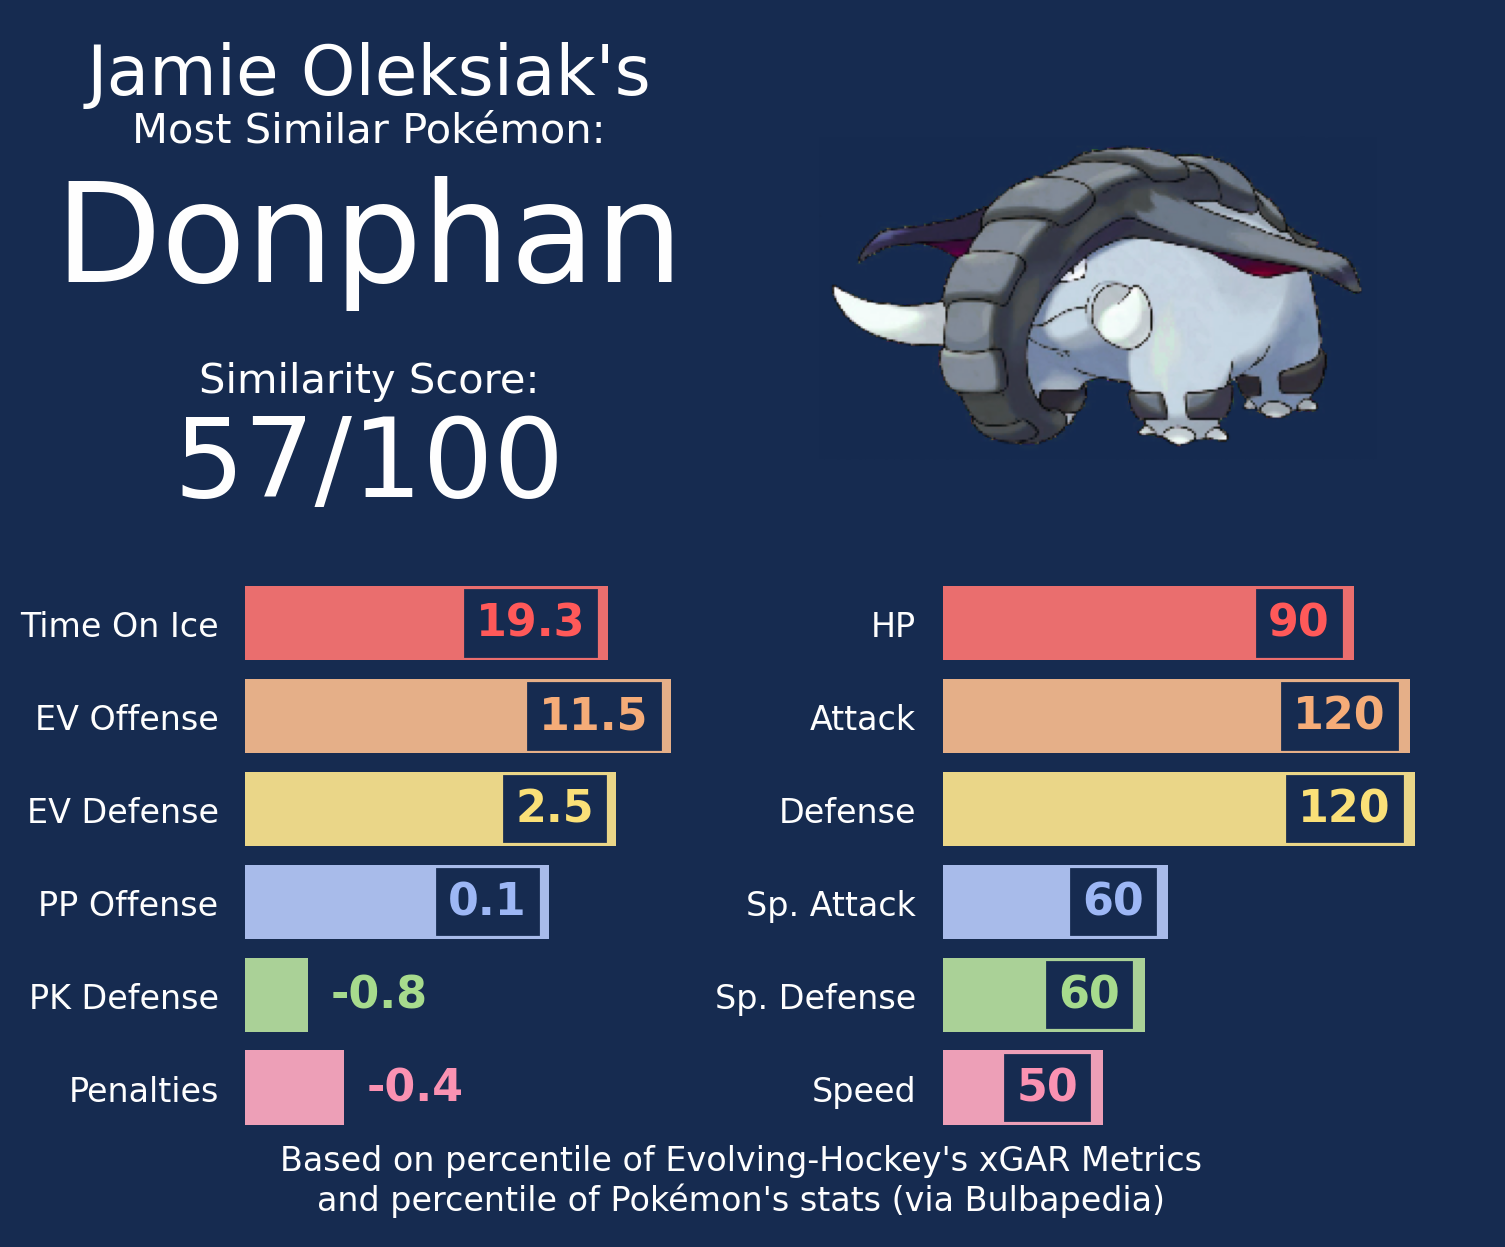 Jamie Oleksiak's
Most Similar Pokémon:
Donphan
Similarity Score:
57/100
Time On Ice 19.3
EV Offense 11.5
EV Defense 2.5
PP Offense 0.1
PK Defense -0.8
Penalties -0.4
HP 90
Attack 120
Defense 120
Sp. Attack 60
Sp. Defense 60
Speed 50
Based on percentile of Evolving-Hockey's xGAR Metrics
and percentile of Pokémon's stats (via Bulbapedia)